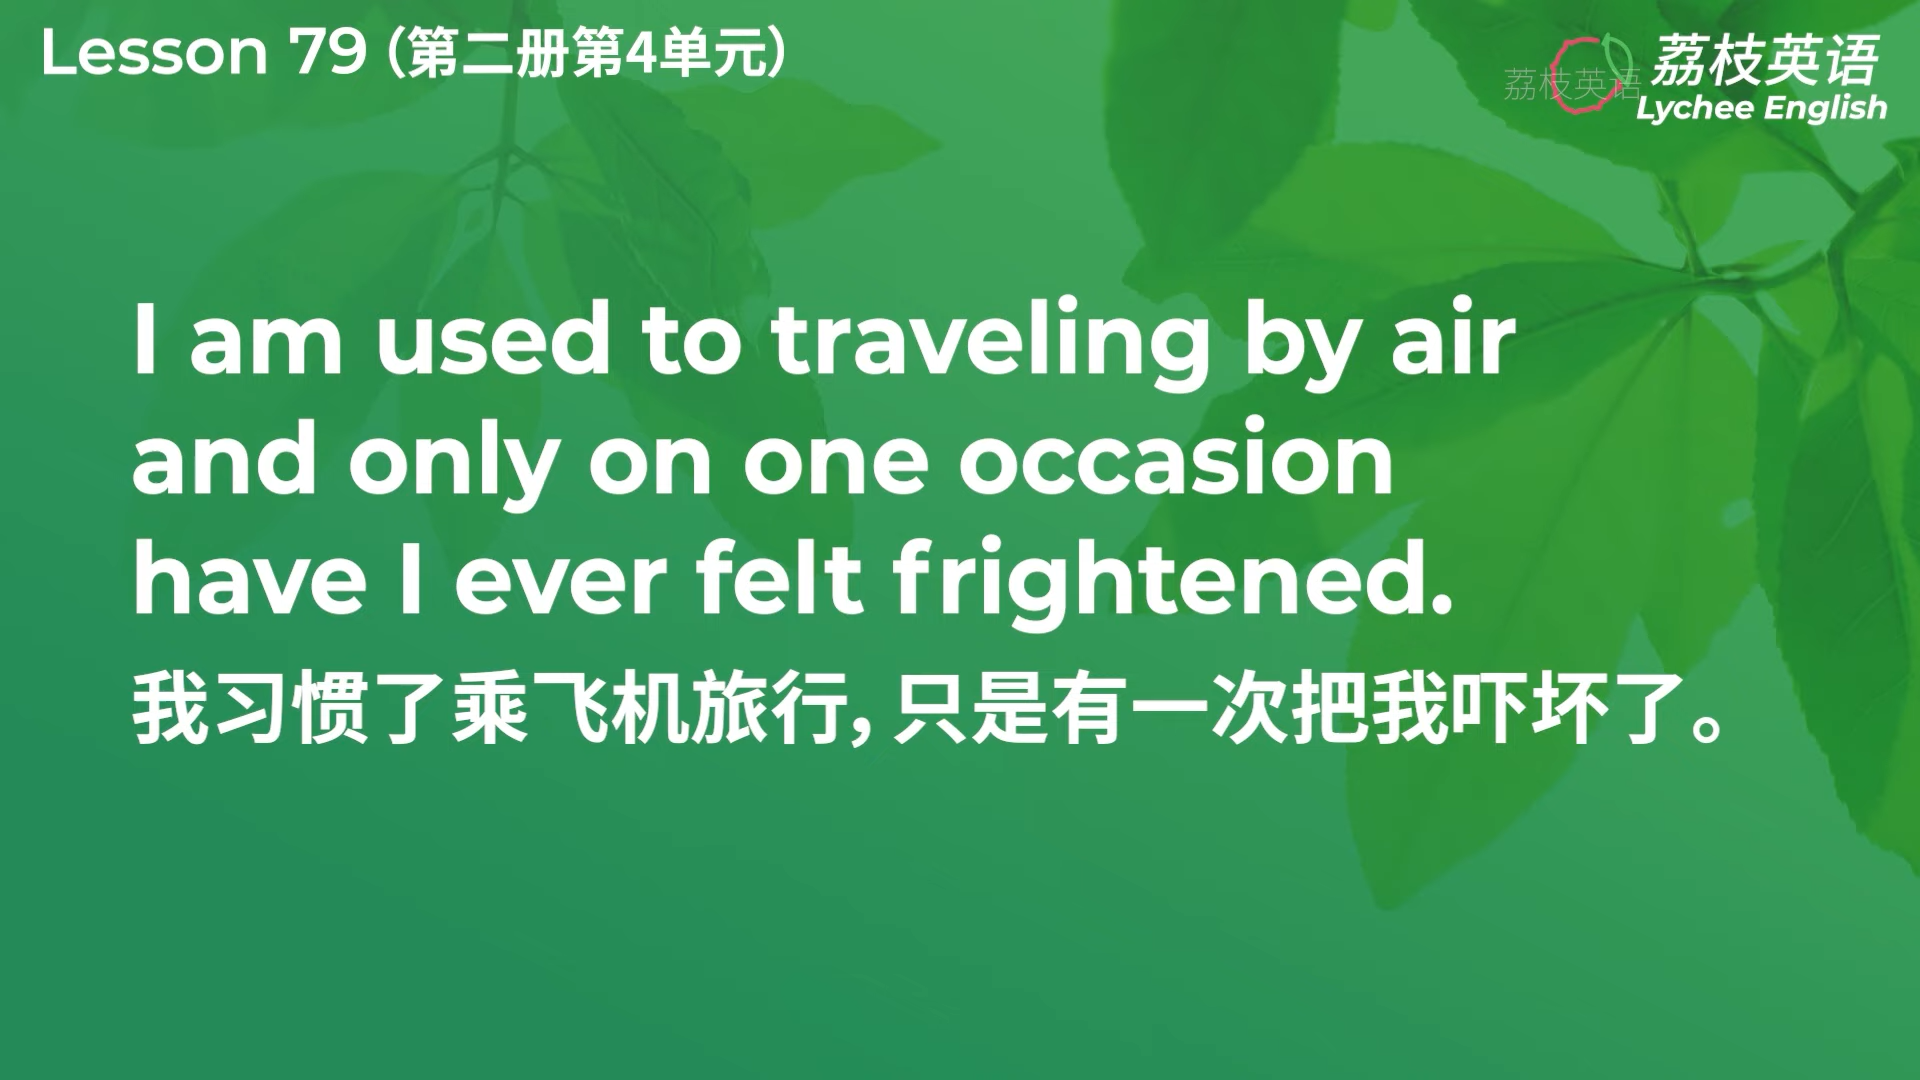 Lesson 79（第二册第4单元）
荔枝英语
荔枝英语
Lychee English
I am used to traveling by air
and only on one occasion
have I ever felt frightened.
我习惯了乘飞机旅行，只是有一次把我吓坏了。